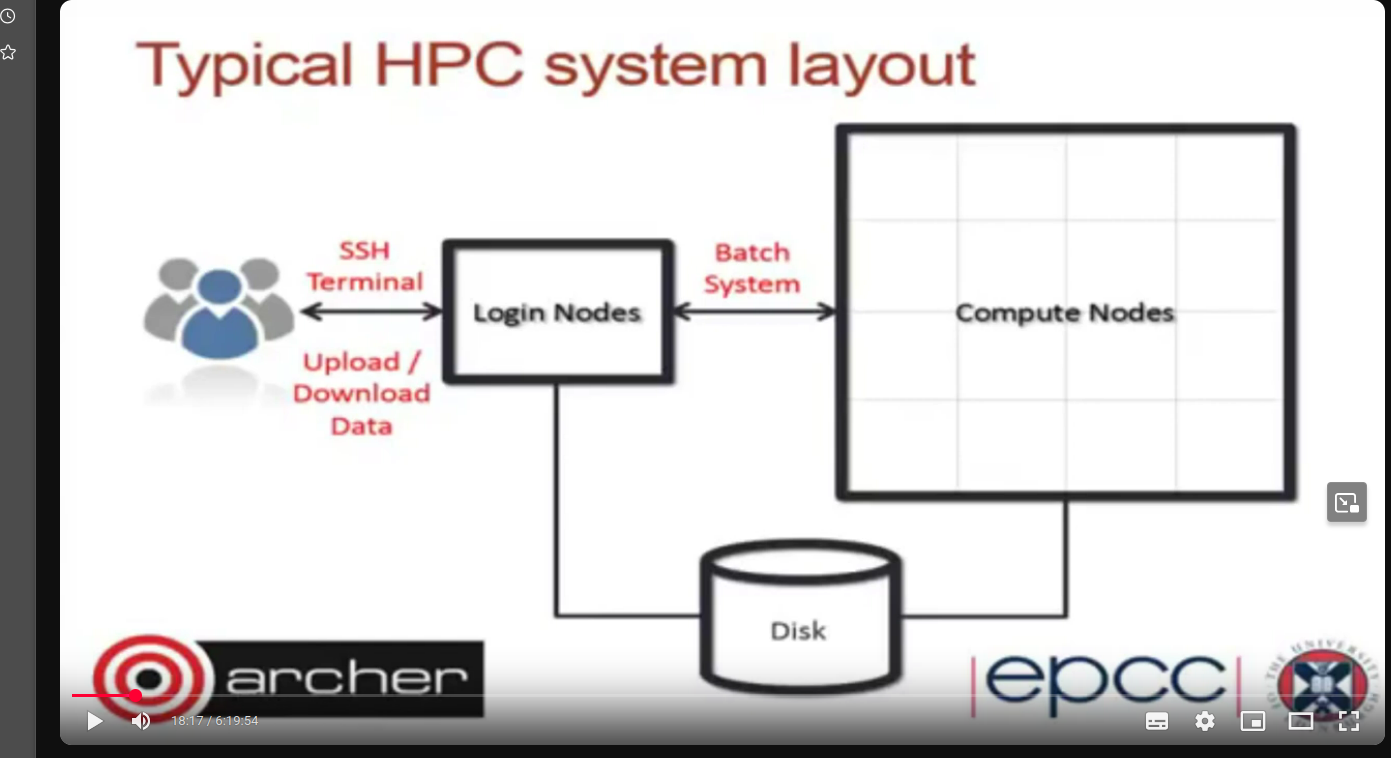 Typical HPC system layout
SSH
Terminal
Upload /
Download
Data
Login Nodes
Batch
System
Compute Nodes
Disk
archer
epcc
18:17 / 6:19:54